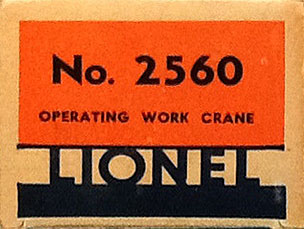 No. 2560
OPERATING WORK CRANE
LIONEL